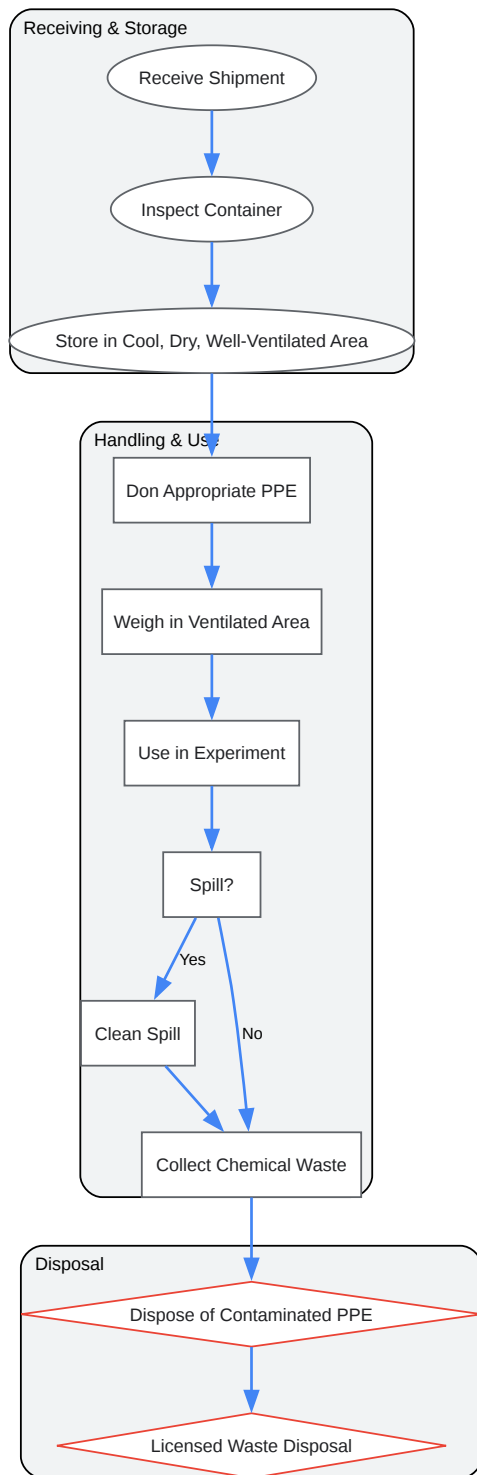 Receiving & Storage
Receive Shipment
Inspect Container
Store in Cool, Dry, Well-Ventilated Area
Handling & Use
Don Appropriate PPE
Weigh in Ventilated Area
Use in Experiment
Spill?
Yes
Clean Spill
No
Collect Chemical Waste
Disposal
Dispose of Contaminated PPE
Licensed Waste Disposal